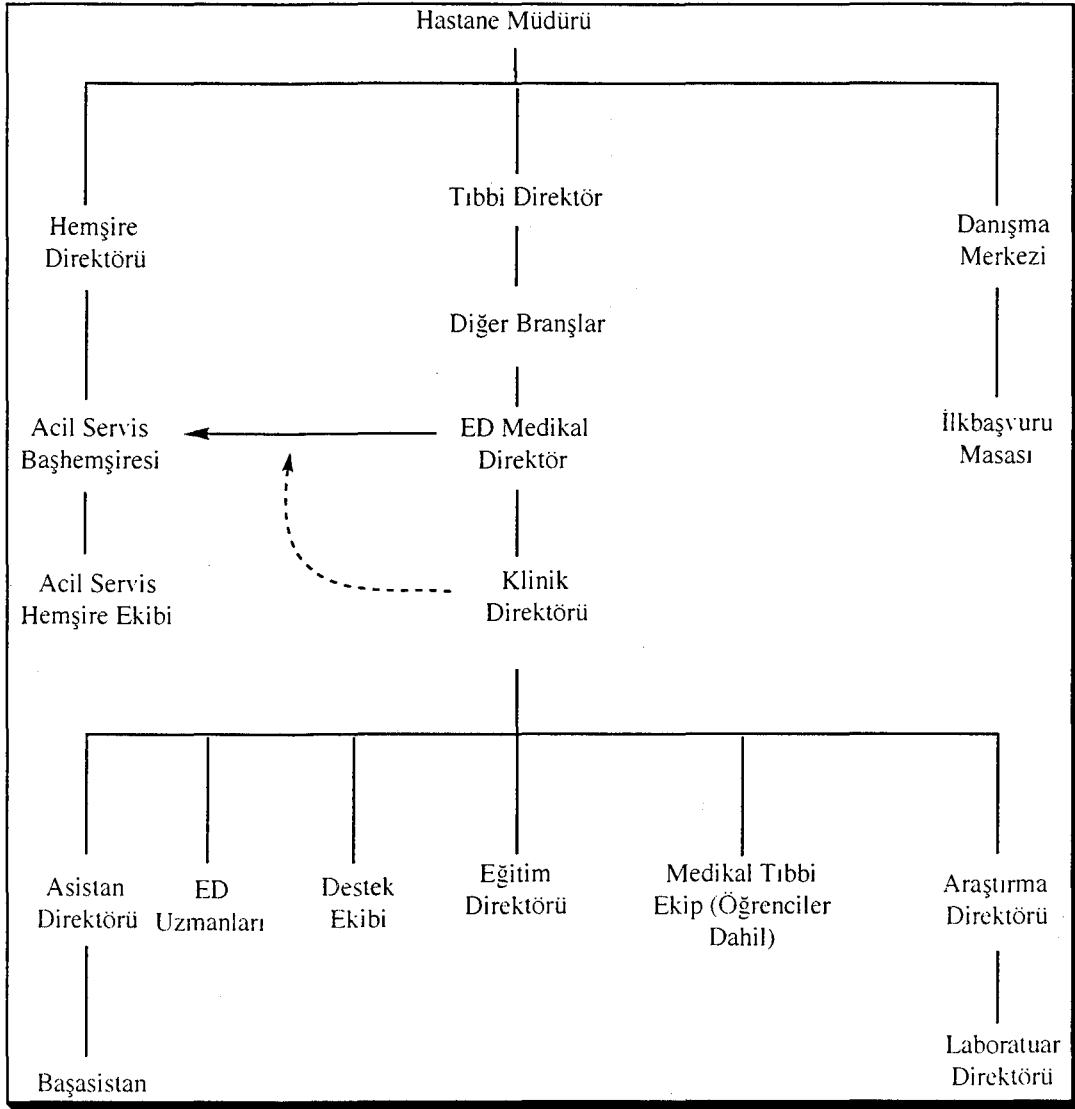 Hastane Müdürü
Tıbbi Direktör
Hemşire
Direktörü
Danışma
Merkezi
Diğer Branşlar
Acil Servis
Başhemşiresi
ED Medikal
Direktör
İlkbaşvuru
Masası
Acil Servis
Hemşire Ekibi
Klinik
Direktörü
Asistan
Direktörü
ED
Uzmanları
Destek
Ekibi
Eğitim
Direktörü
Medikal Tıbbi
Ekip (Öğrenciler
Dahil)
Araştırma
Direktörü
Başasistan
Laboratuar
Direktörü